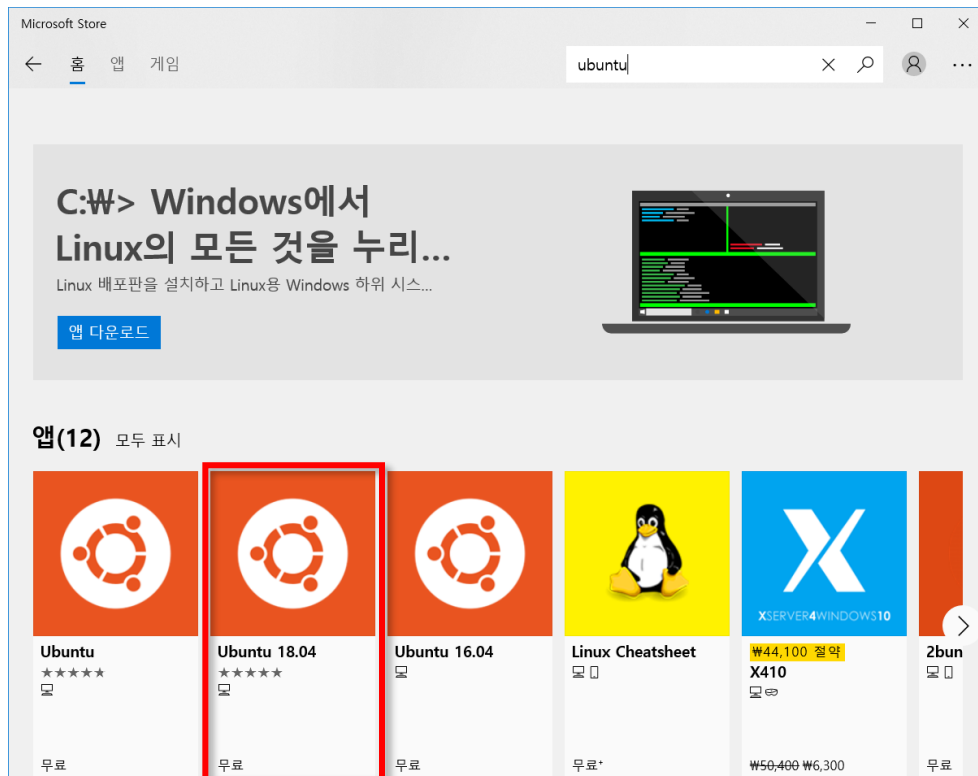 Microsoft Store
홈 앱 게임
ubuntu
C:₩> Windows에서
Linux의 모든 것을 누리...
Linux 배포판을 설치하고 Linux용 Windows 하위 시스...
앱 다운로드
앱(12) 모두 표시
XSERVER4WINDOWS10
Ubuntu
Ubuntu 18.04
Ubuntu 16.04
Linux Cheatsheet
₩44,100 절약
X410
2bun
무료
무료
무료
무료+
₩50,400 ₩6,300
무료